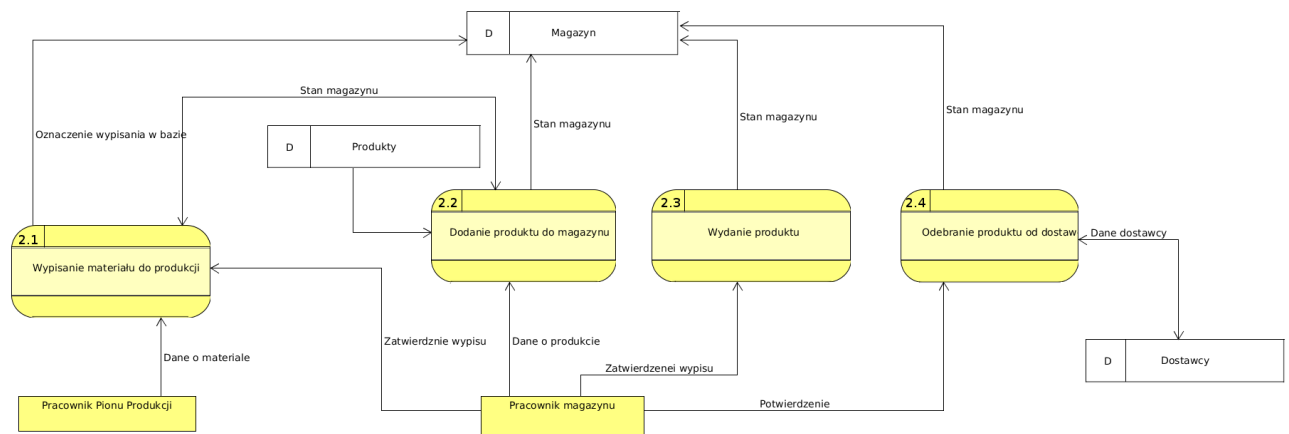 D
Magazyn
Stan magazynu
Oznaczenie wypisania w bazie
Stan magazynu
Stan magazynu
Stan magazynu
D
Produkty
2.1
Wypisanie materiału do produkcji
2.2
Dodanie produktu do magazynu
2.3
Wydanie produktu
2.4
Odebranie produktu od dostaw
Dane dostawcy
Zatwierdznie wypisu
Dane o produkcie
Dane o materiale
Zatwierdzenei wypisu
D
Dostawcy
Pracownik Pionu Produkcji
Pracownik magazynu
Potwierdzenie